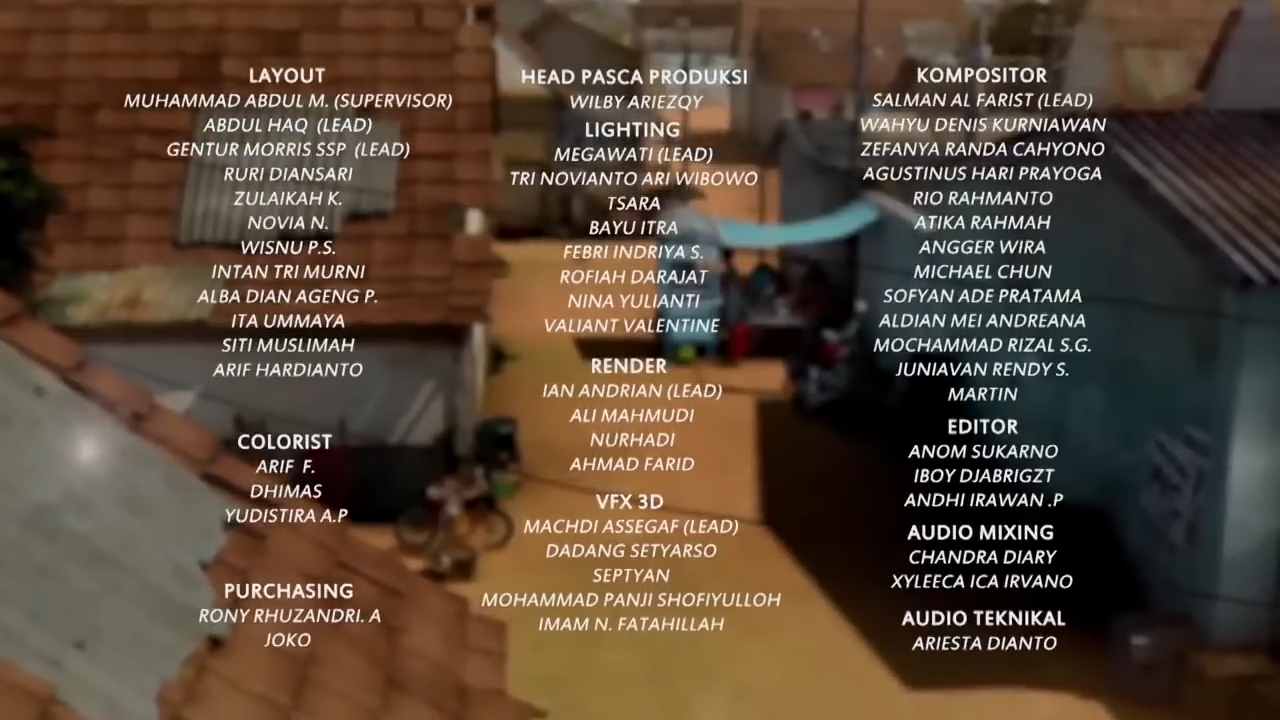 LAYOUT
MUHAMMAD ABDUL M. (SUPERVISOR)
ABDUL HAQ (LEAD)
GENTUR MORRIS SSP (LEAD)
RURI DIANSARI
ZULAIKAH K.
NOVIA N.
WISNU P.S.
INTAN TRI MURNI
ALBA DIAN AGENG P.
ITA UMMAYA
SITI MUSLIMAH
ARIF HARDIANTO
COLORIST
ARIF F.
DHIMAS
YUDISTIRA A.P
PURCHASING
RONY RHUZANDRI. A
JOKO
HEAD PASCA PRODUKSI
WILBY ARIEZQY
LIGHTING
MEGAWATI (LEAD)
TRI NOVIANTO ARI WIBOWO
TSARA
BAYU ITRA
FEBRI INDRIYA S.
ROFIAH DARAJAT
NINA YULIANTI
VALIANT VALENTINE
RENDER
IAN ANDRIAN (LEAD)
ALI MAHMUDI
NURHADI
AHMAD FARID
VFX 3D
MACHDI ASSEGAF (LEAD)
DADANG SETYARSO
SEPTYAN
MOHAMMAD PANJI SHOFIYULLOH
IMAM N. FATAHILLAH
KOMPOSITOR
SALMAN AL FARIST (LEAD)
WAHYU DENIS KURNIAWAN
ZEFANYA RANDA CAHYONO
AGUSTINUS HARI PRAYOGA
RIO RAHMANTO
ATIKA RAHMAH
ANGGER WIRA
MICHAEL CHUN
SOFYAN ADE PRATAMA
ALDIAN MEI ANDREANA
MOCHAMMAD RIZAL S.G.
JUNIAVAN RENDY S.
MARTIN
EDITOR
ANOM SUKARNO
IBOY DJABRIGZT
ANDHI IRAWAN .P
AUDIO MIXING
CHANDRA DIARY
XYLEECA ICA IRVANO
AUDIO TEKNIKAL
ARIESTA DIANTO